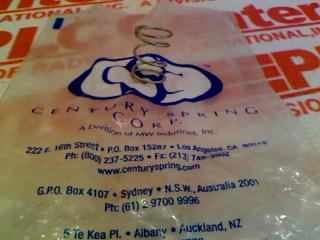 CENTURY SPRING
CORP.
A Division of MW Industries, Inc
222 E. 16th Street • P.O. Box 15287 • Los Angeles, CA
Ph: (800) 237-5225 • Fx: (213) 749-3802
www.centuryspring.com
G.P.O. Box 4107 • Sydney • N.S.W., Australia 2001
Ph: (61) 2 9700 9996
5 Te Kea Pl. • Albany • Auckland, NZ